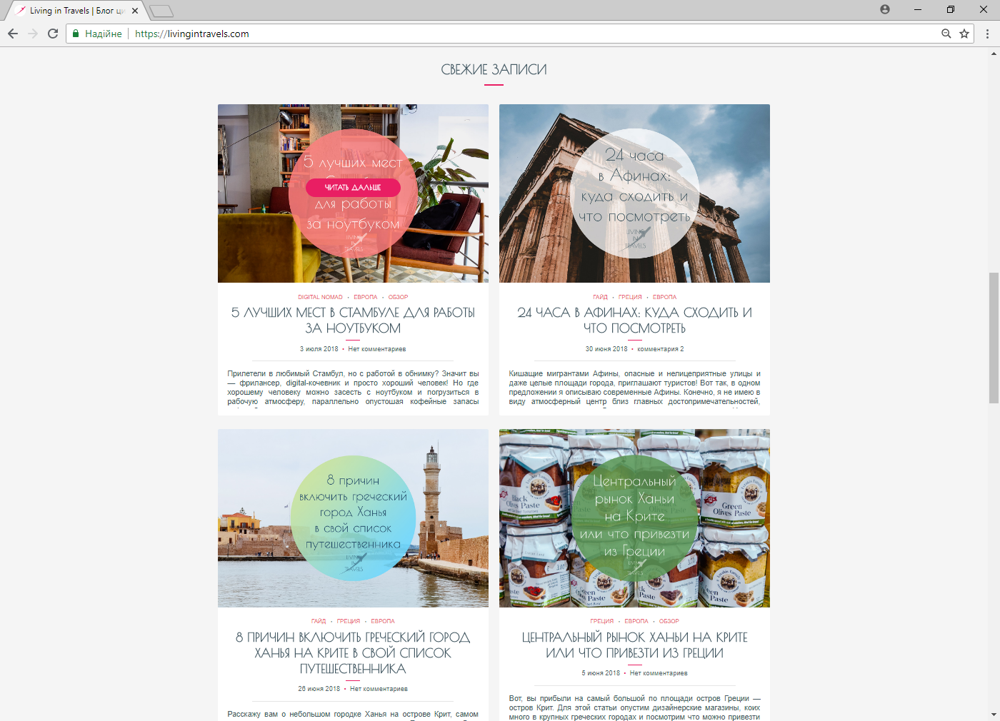 Living in Travels | Блог ци
Надійне
https://livingintravels.com
СВЕЖИЕ ЗАПИСИ
5 лучших мест
ЧИТАТЬ ДАЛЬШЕ
для работы
за ноутбуком
LIVING
IN
TRAVELS
DIGITAL NOMAD • ЕВРОПА • ОБЗОР
5 ЛУЧШИХ МЕСТ В СТАМБУЛЕ ДЛЯ РАБОТЫ
ЗА НОУТБУКОМ
3 июля 2018 • Нет комментариев
Прилетели в любимый Стамбул, но с работой в обнимку? Значит вы
— фрилансер, digital-кочевник и просто хороший человек! Но где
хорошему человеку можно засесть с ноутбуком и погрузиться в
рабочую атмосферу, параллельно опустошая кофейные запасы
24 часа
в Афинах:
куда сходить и
что посмотреть
LIVING
IN
TRAVELS
ГАЙД • ГРЕЦИЯ • ЕВРОПА
24 ЧАСА В АФИНАХ: КУДА СХОДИТЬ И
ЧТО ПОСМОТРЕТЬ
30 июня 2018 • комментария 2
Кишащие мигрантами Афины, опасные и нелицеприятные улицы и
даже целые площади города, приглашают туристов! Вот так, в одном
предложении я описываю современные Афины. Конечно, я не имею в
виду атмосферный центр близ главных достопримечательностей,
8 причин
включить греческий
город Ханья
в свой список
путешественника
LIVING
IN
TRAVELS
ГАЙД • ГРЕЦИЯ • ЕВРОПА
8 ПРИЧИН ВКЛЮЧИТЬ ГРЕЧЕСКИЙ ГОРОД
ХАНЬЯ НА КРИТЕ В СВОЙ СПИСОК
ПУТЕШЕСТВЕННИКА
26 июня 2018 • Нет комментариев
Расскажу вам о небольшом городке Ханья на острове Крит, самом
Центральный
рынок Ханьи
на Крите
или что привезти
из Греции
LIVING
IN
TRAVELS
Black
Olives Paste
Green
Olives Paste
Green
Paste
Black
Paste
Green
Olives Paste
ГРЕЦИЯ • ЕВРОПА • ОБЗОР
ЦЕНТРАЛЬНЫЙ РЫНОК ХАНЬИ НА КРИТЕ
ИЛИ ЧТО ПРИВЕЗТИ ИЗ ГРЕЦИИ
5 июня 2018 • Нет комментариев
Вот, вы прибыли на самый большой по площади остров Греции —
остров Крит. Для этой статьи опустим дизайнерские магазины, коих
много в крупных греческих городах и посмотрим что можно привезти